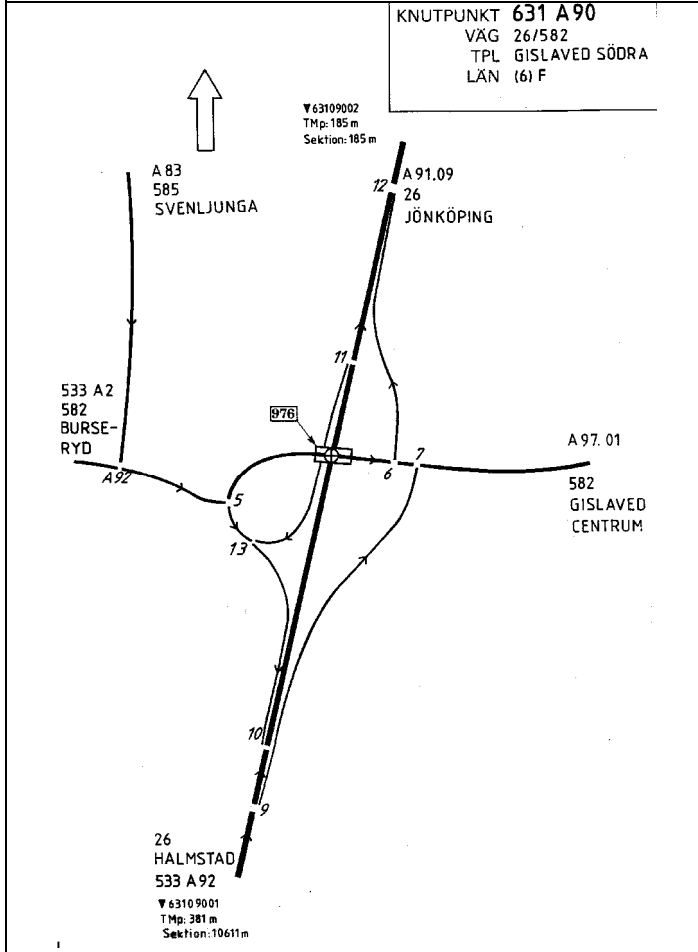 KNUTPUNKT 631 A90
VÄG 26/582
TPL GISLAVED SÖDRA
LÄN (6) F
▼63109002
TMp: 185 m
Sektion: 185 m
A 83
585
SVENLJUNGA
12
A 91.09
26
JÖNKÖPING
11
533 A2
582
BURSE-
RYD
976
A92
5
6
7
A 97. 01
582
GISLAVED
CENTRUM
13
10
9
26
HALMSTAD
533 A 92
▼63109001
TMp: 381 m
Sektion: 10611 m